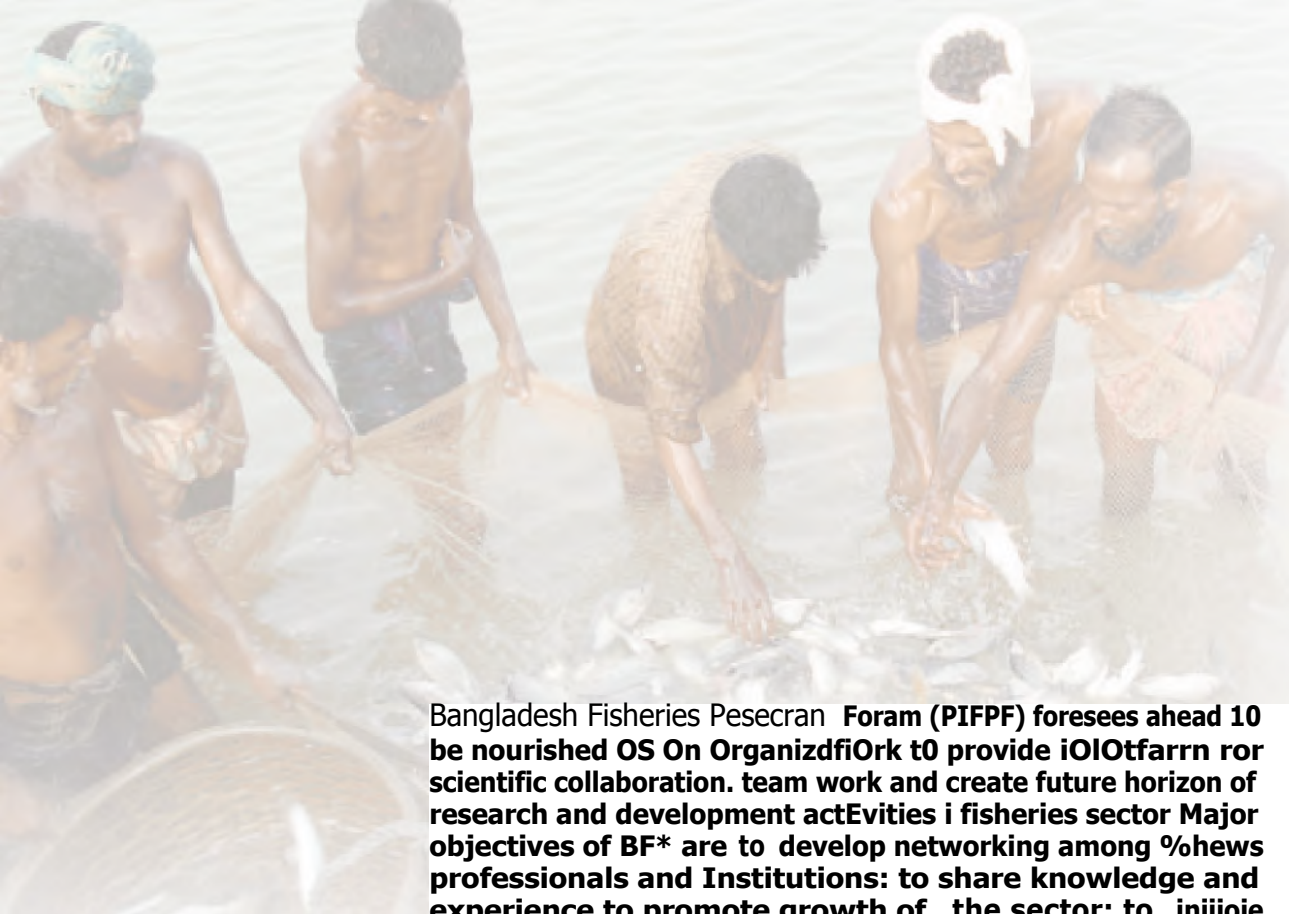 Bangladesh Fisheries Pesecran Foram (PIFPF) foresees ahead 10
be nourished OS On OrganizdfiOrk t0 provide iOlOtfarrn ror
scientific collaboration. team work and create future horizon of
research and development actEvities i fisheries sector Major
objectives of BF* are to develop networking among %hews
professionals and Institutions: to share knowledge and
experience to promote growth of the sector; to iniiioie